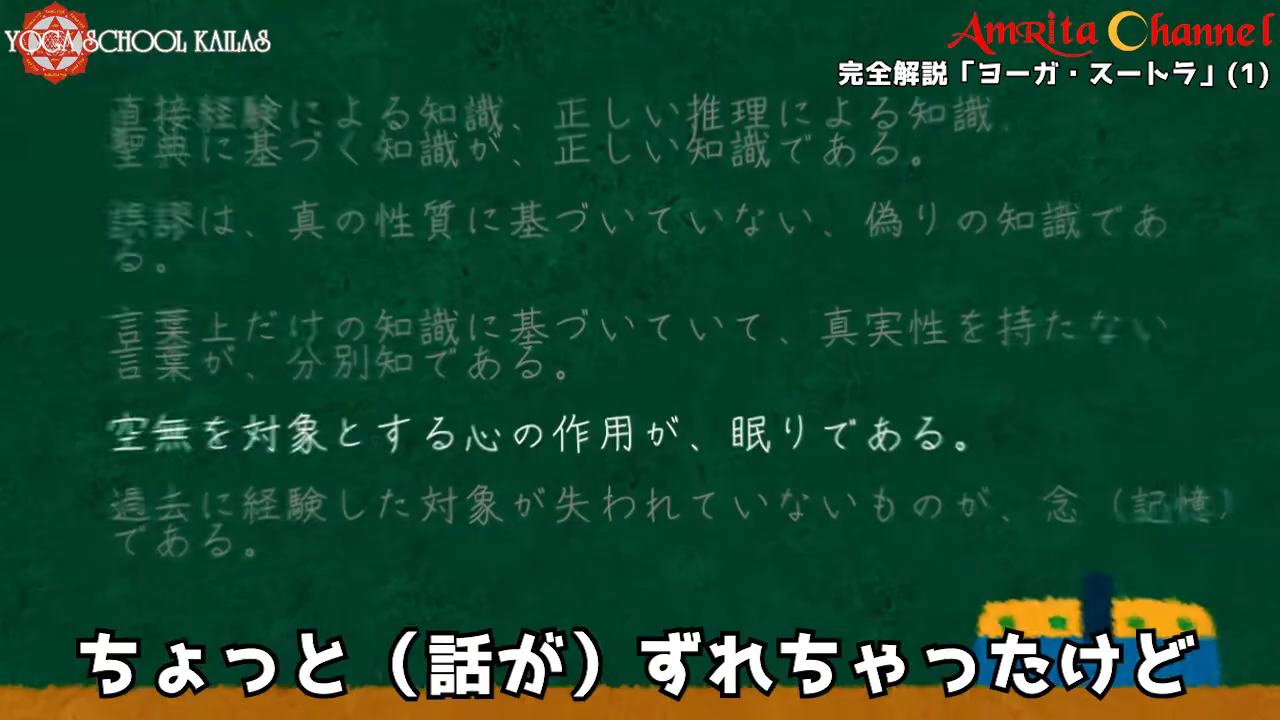 YOGA SCHOOL KAILAS
Amrita Channel
完全解説「ヨーガ・スートラ」(1)
直接経験による知識、正しい推理による知識、
聖典に基づく知識が、正しい知識である。
誤謬は、真の性質に基づいていない、偽りの知識であ
る。
言葉上だけの知識に基づいていて、真実性を持たない
言葉が、分別知である。
空無を対象とする心の作用が、眠りである。
過去に経験した対象が失われていないものが、念（記憶）
である。
ちょっと（話が）ずれちゃったけど